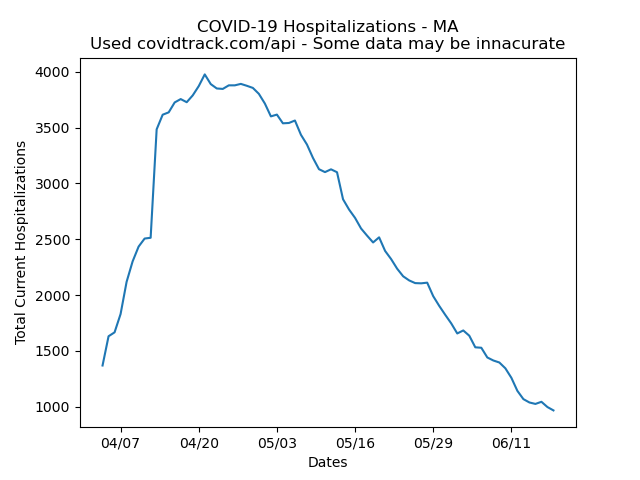 COVID-19 Hospitalizations - MA
Used covidtrack.com/api - Some data may be innacurate
4000
3500
3000
2500
2000
1500
1000
Total Current Hospitalizations
04/07 04/20 05/03 05/16 05/29 06/11
Dates